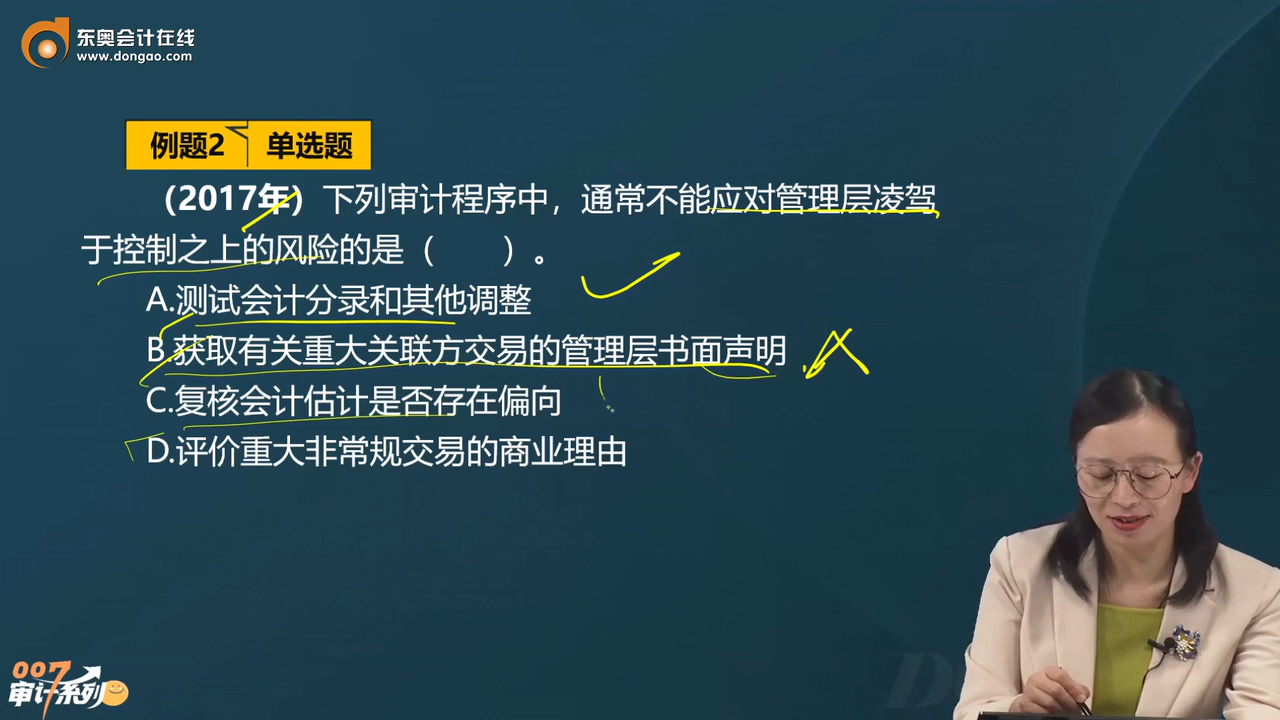 东奥会计在线
www.dongao.com
例题2 单选题
（2017年）下列审计程序中，通常不能应对管理层凌驾
于控制之上的风险的是（　　）。
A.测试会计分录和其他调整
B.获取有关重大关联方交易的管理层书面声明
C.复核会计估计是否存在偏向
D.评价重大非常规交易的商业理由
007
审计系列